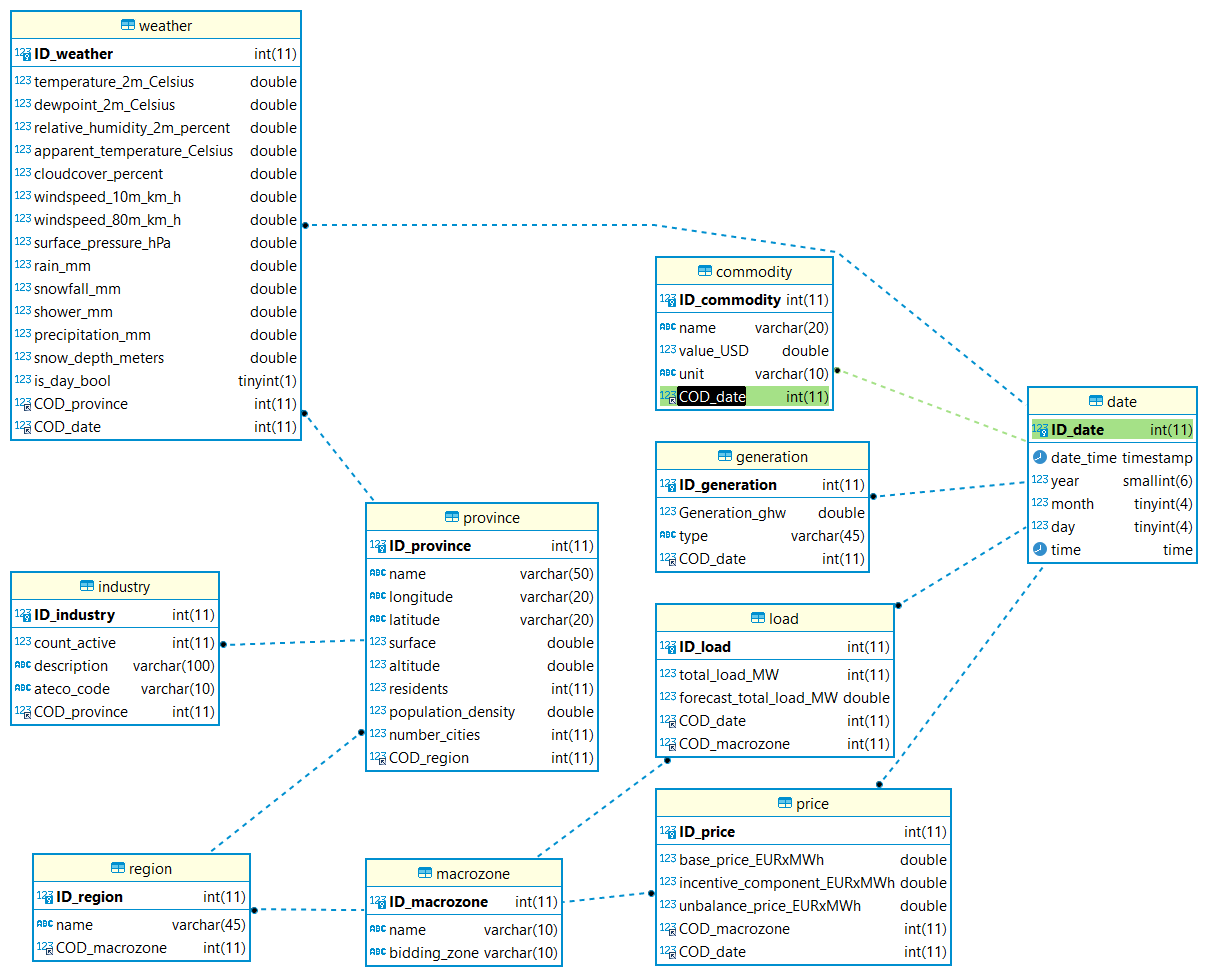 weather
ID_weather int(11)
temperature_2m_Celsius double
dewpoint_2m_Celsius double
relative_humidity_2m_percent double
apparent_temperature_Celsius double
cloudcover_percent double
windspeed_10m_km_h double
windspeed_80m_km_h double
surface_pressure_hPa double
rain_mm double
snowfall_mm double
shower_mm double
precipitation_mm double
snow_depth_meters double
is_day_bool tinyint(1)
COD_province int(11)
COD_date int(11)
commodity
ID_commodity int(11)
name varchar(20)
value_USD double
unit varchar(10)
COD_date int(11)
date
ID_date int(11)
date_time timestamp
year smallint(6)
month tinyint(4)
day tinyint(4)
time time
generation
ID_generation int(11)
Generation_ghw double
type varchar(45)
COD_date int(11)
province
ID_province int(11)
name varchar(50)
longitude varchar(20)
latitude varchar(20)
surface double
altitude double
residents int(11)
population_density double
number_cities int(11)
COD_region int(11)
industry
ID_industry int(11)
count_active int(11)
description varchar(100)
ateco_code varchar(10)
COD_province int(11)
load
ID_load int(11)
total_load_MW int(11)
forecast_total_load_MW double
COD_date int(11)
COD_macrozone int(11)
price
ID_price int(11)
base_price_EURxMWh double
incentive_component_EURxMWh double
unbalance_price_EURxMWh double
COD_macrozone int(11)
COD_date int(11)
region
ID_region int(11)
name varchar(45)
COD_macrozone int(11)
macrozone
ID_macrozone int(11)
name varchar(10)
bidding_zone varchar(10)